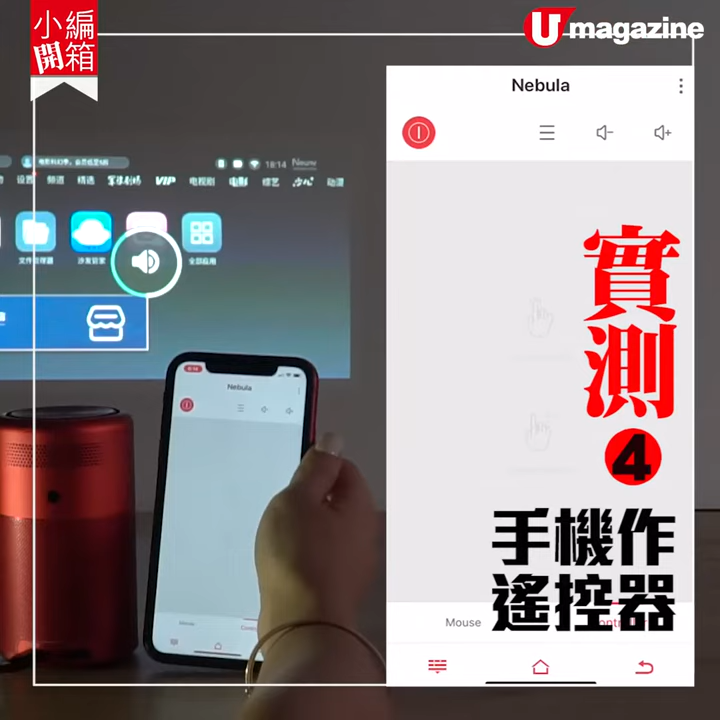 小編
開箱
U magazine
Nebula
18:14
设置 频道 精选 VIP 电视剧 电影 综艺 少儿 动漫
文件管理器 沙发管家 全部应用
Nebula
實測
4
手機作
遙控器
Mouse